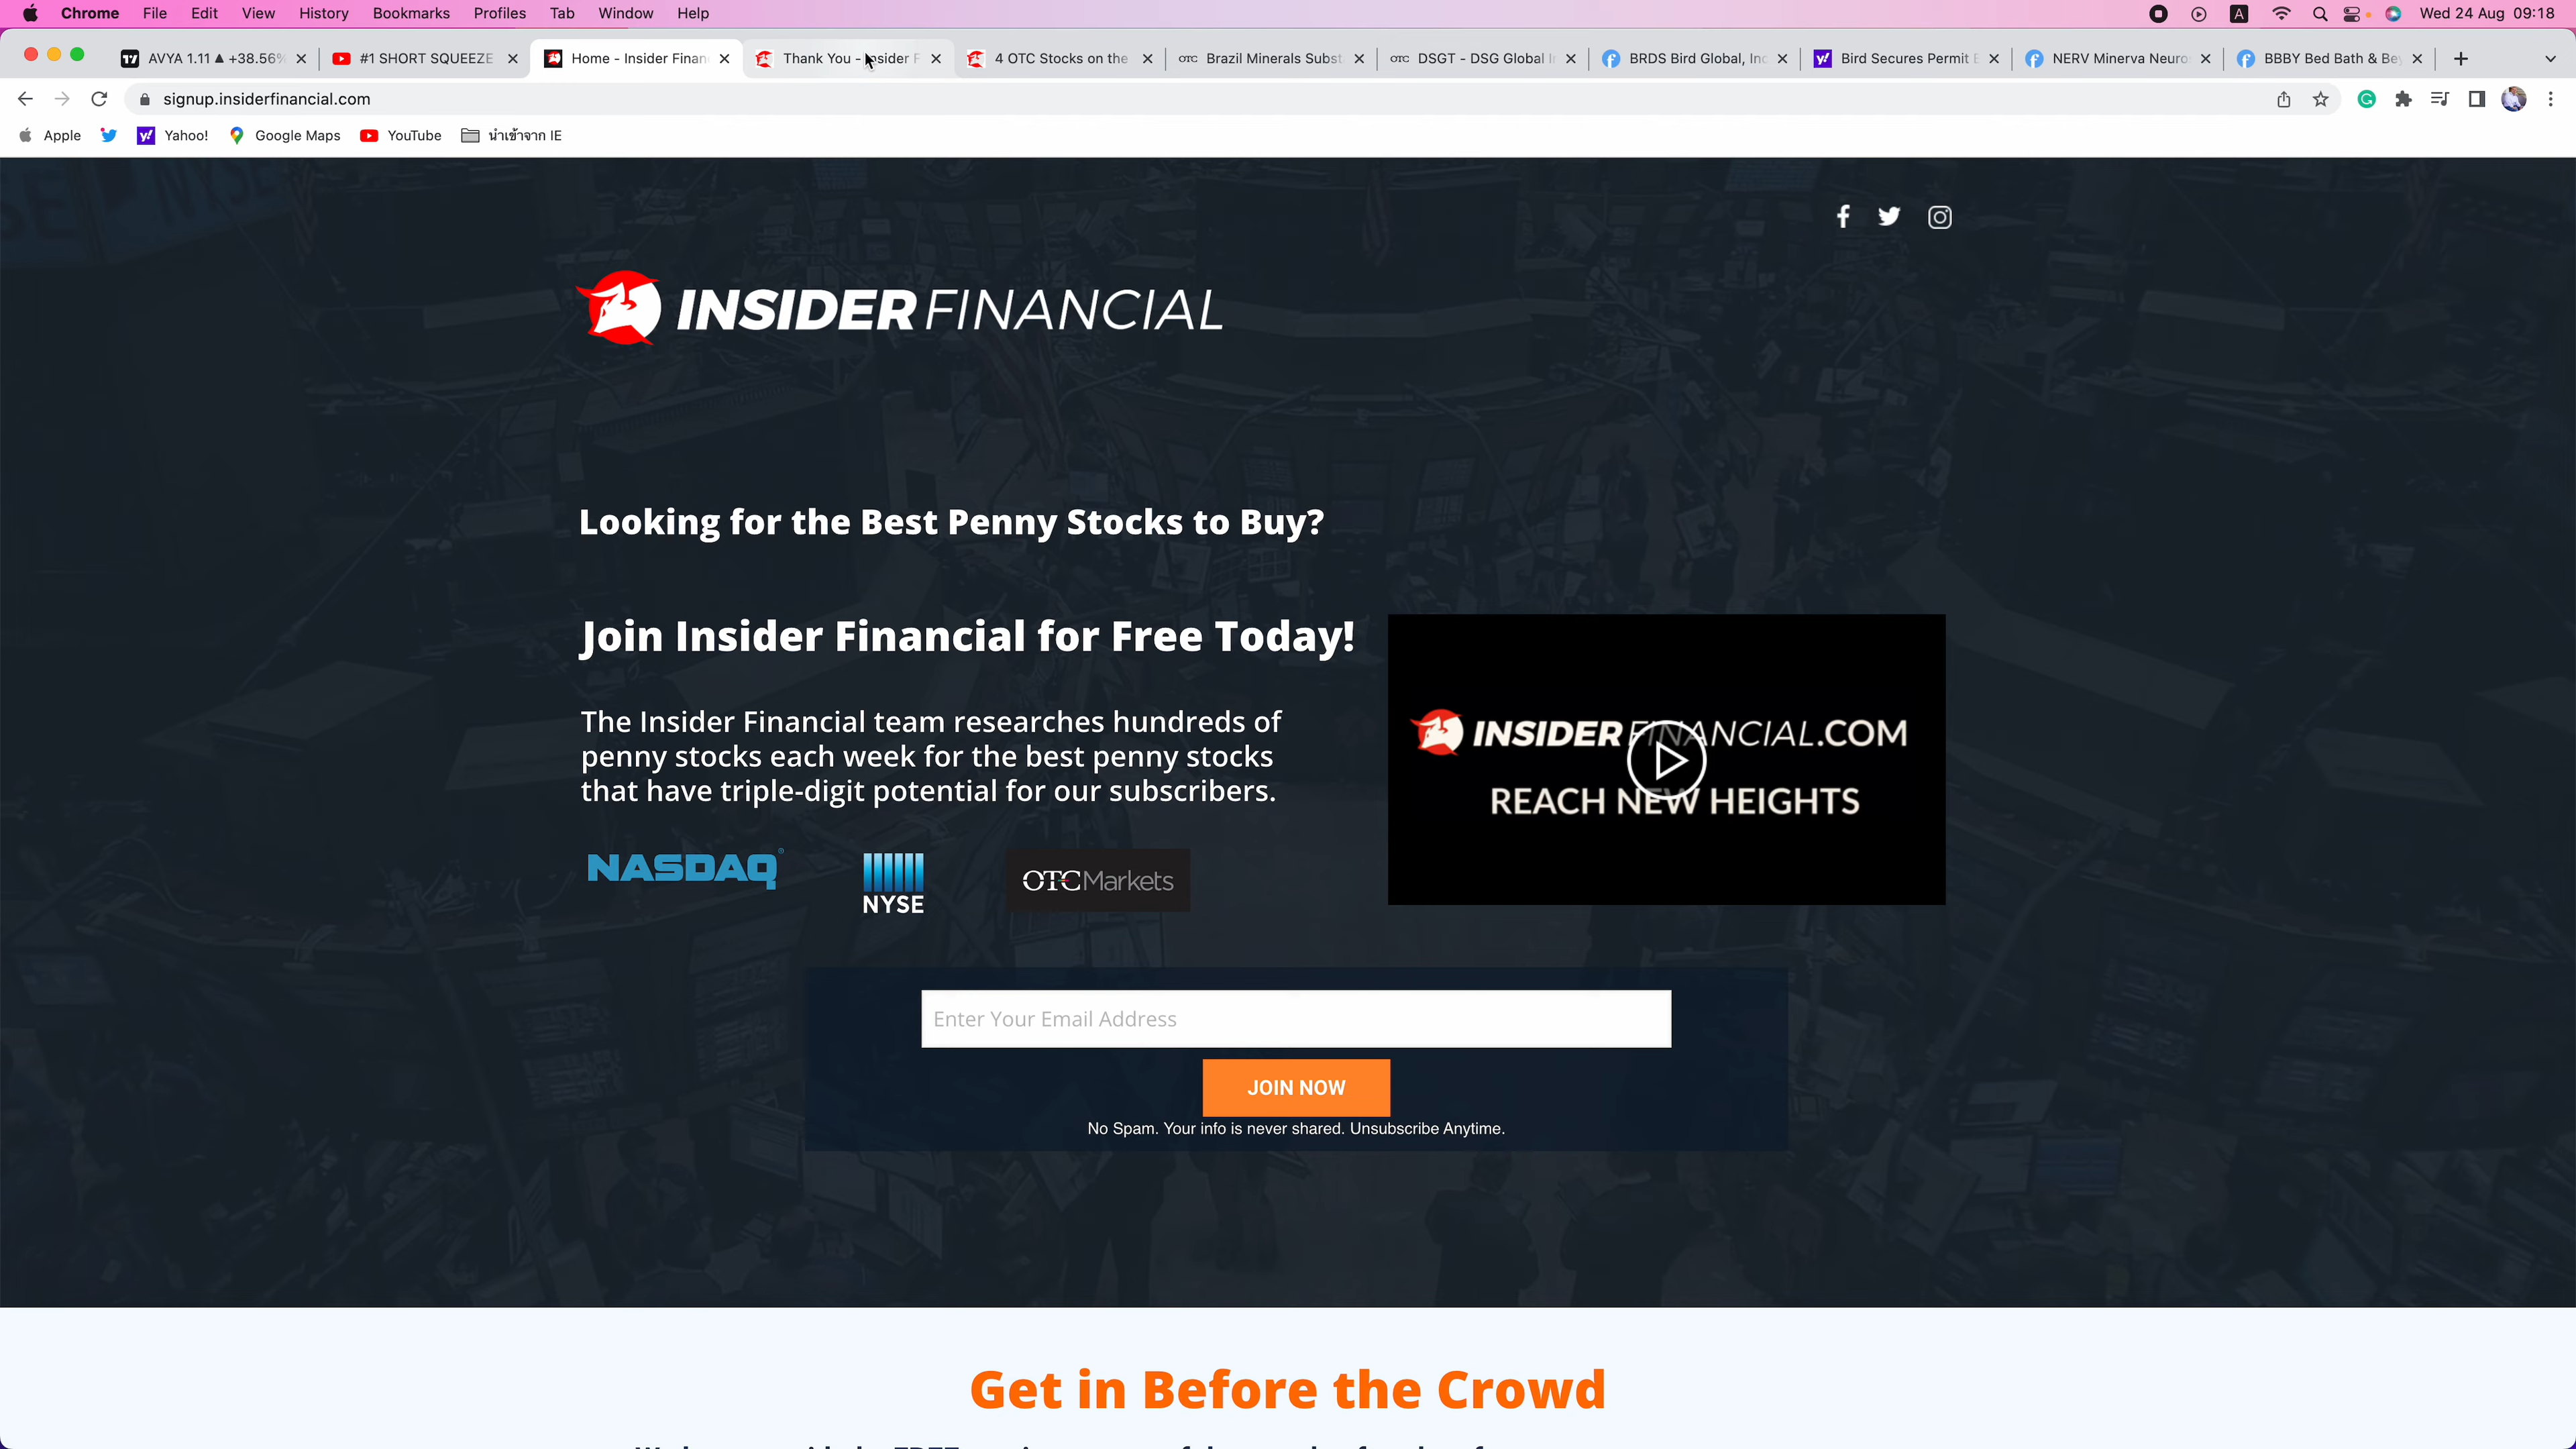 Chrome File Edit View History Bookmarks Profiles Tab Window Help
A Wed 24 Aug 09:18
AVYA 1.11 ▲ +38.56%
#1 SHORT SQUEEZE
Home - Insider Finan
Thank You - Insider F
4 OTC Stocks on the
OTC Brazil Minerals Subst
OTC DSGT - DSG Global I
BRDS Bird Global, Inc
Bird Secures Permit E
NERV Minerva Neuro
BBBY Bed Bath & Be
signup.insiderfinancial.com
Apple Yahoo! Google Maps YouTube นำเข้าจาก IE
INSIDER FINANCIAL
Looking for the Best Penny Stocks to Buy?
Join Insider Financial for Free Today!
The Insider Financial team researches hundreds of
penny stocks each week for the best penny stocks
that have triple-digit potential for our subscribers.
INSIDER FINANCIAL.COM
REACH NEW HEIGHTS
NASDAQ
NYSE
OTC Markets
Enter Your Email Address
JOIN NOW
No Spam. Your info is never shared. Unsubscribe Anytime.
Get in Before the Crowd